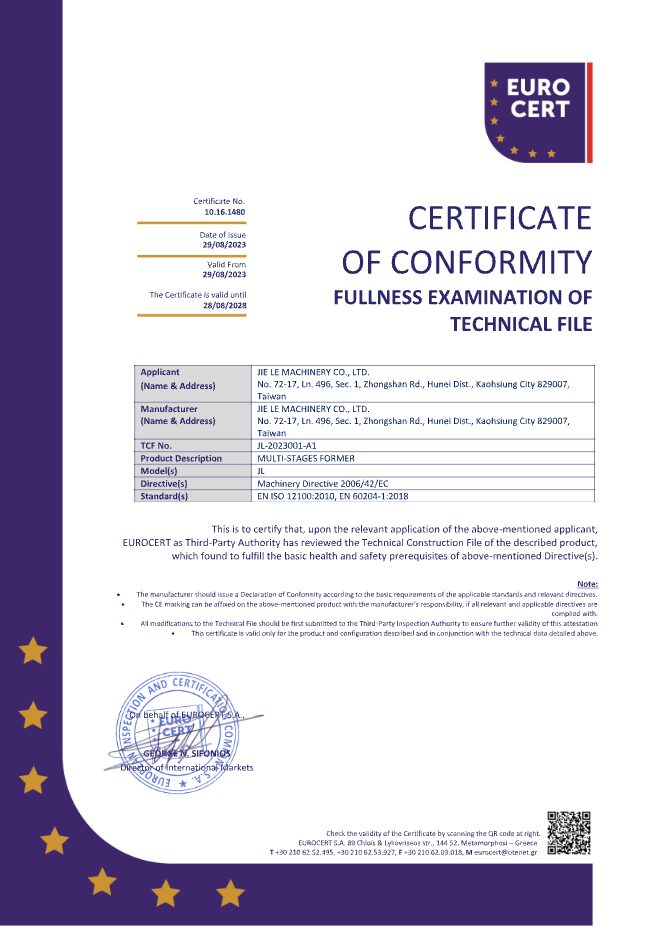 EURO
CERT
Certificate No.
10.16.1480
Date of Issue
29/08/2023
Valid From
29/08/2023
The Certificate is valid until
28/08/2028
CERTIFICATE
OF CONFORMITY
FULLNESS EXAMINATION OF
TECHNICAL FILE
Applicant
(Name & Address)
JIE LE MACHINERY CO., LTD.
No. 72-17, Ln. 496, Sec. 1, Zhongshan Rd., Hunei Dist., Kaohsiung City 829007,
Taiwan
Manufacturer
(Name & Address)
JIE LE MACHINERY CO., LTD.
No. 72-17, Ln. 496, Sec. 1, Zhongshan Rd., Hunei Dist., Kaohsiung City 829007,
Taiwan
TCF No. JL-2023001-A1
Product Description MULTI-STAGES FORMER
Model(s) JL
Directive(s) Machinery Directive 2006/42/EC
Standard(s) EN ISO 12100:2010, EN 60204-1:2018
This is to certify that, upon the relevant application of the above-mentioned applicant,
EUROCERT as Third-Party Authority has reviewed the Technical Construction File of the described product,
which found to fulfill the basic health and safety prerequisites of above-mentioned Directive(s).
Note:
• The manufacturer should issue a Declaration of Conformity according to the basic requirements of the applicable standards and relevant directives.
• The CE marking can be affixed on the above-mentioned product with the manufacturer's responsibility, if all relevant and applicable directives are
complied with.
• All modifications to the Technical File should be first submitted to the Third-Party Inspection Authority to ensure further validity of this attestation
• This certificate is valid only for the product and configuration described and in conjunction with the technical data detailed above.
EUROPEAN INSPECTION AND CERTIFICATION COMPANY S.A.
EURO
CERT
On behalf of EUROCERT S.A.,
GEORGE N. SIFONIOS
Director of International Markets
Check the validity of the Certificate by scanning the QR code at right.
EUROCERT S.A. 89 Chlois & Lykovriseos str., 144 52, Metamorphosi – Greece
T +30 210 62.52.495, +30 210 62.53.927, F +30 210 62.03.018, M eurocert@otenet.gr